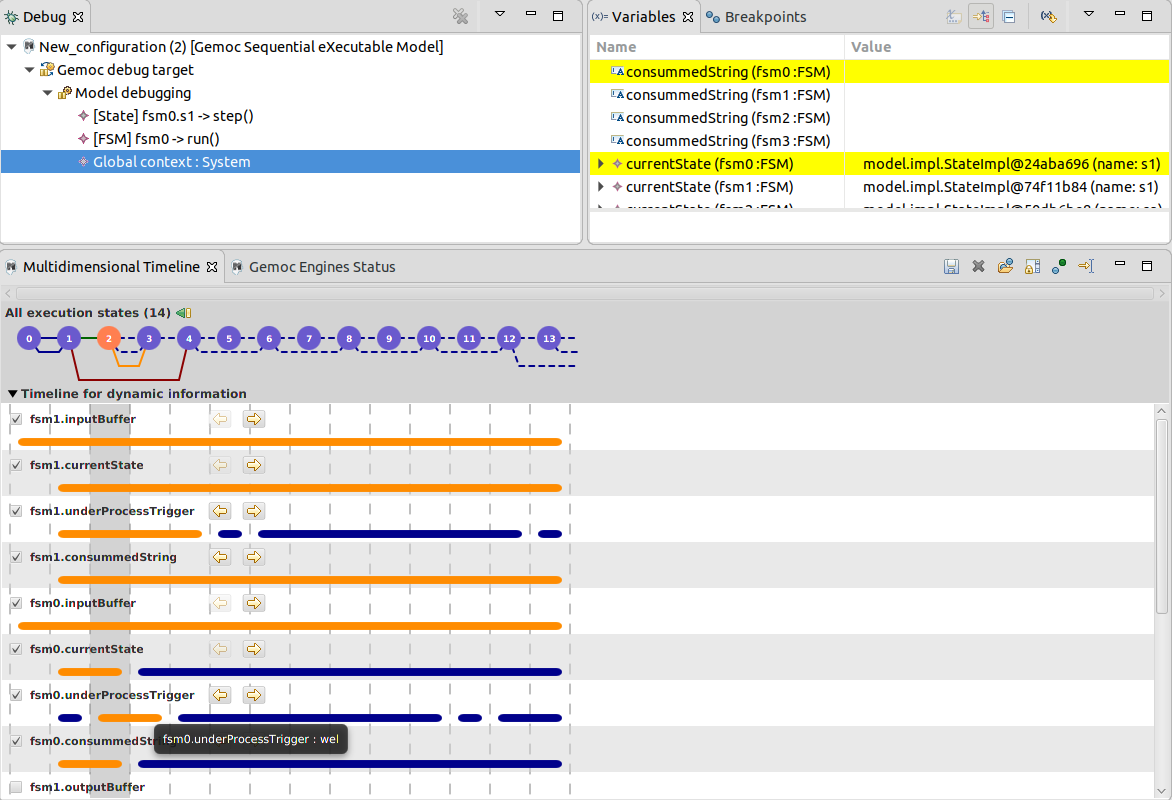 Debug
New_configuration (2) [Gemoc Sequential eXecutable Model]
Gemoc debug target
Model debugging
[State] fsm0.s1 -> step()
[FSM] fsm0 -> run()
Global context : System
(x)= Variables
Breakpoints
Name Value
consummedString (fsm0 :FSM)
consummedString (fsm1 :FSM)
consummedString (fsm2 :FSM)
consummedString (fsm3 :FSM)
currentState (fsm0 :FSM) model.impl.StateImpl@24aba696 (name: s1)
currentState (fsm1 :FSM) model.impl.StateImpl@74f11b84 (name: s1)
Multidimensional Timeline
Gemoc Engines Status
All execution states (14)
0 1 2 3 4 5 6 7 8 9 10 11 12 13
Timeline for dynamic information
fsm1.inputBuffer
fsm1.currentState
fsm1.underProcessTrigger
fsm1.consummedString
fsm0.inputBuffer
fsm0.currentState
fsm0.underProcessTrigger
fsm0.underProcessTrigger : wel
fsm0.consummedString
fsm1.outputBuffer